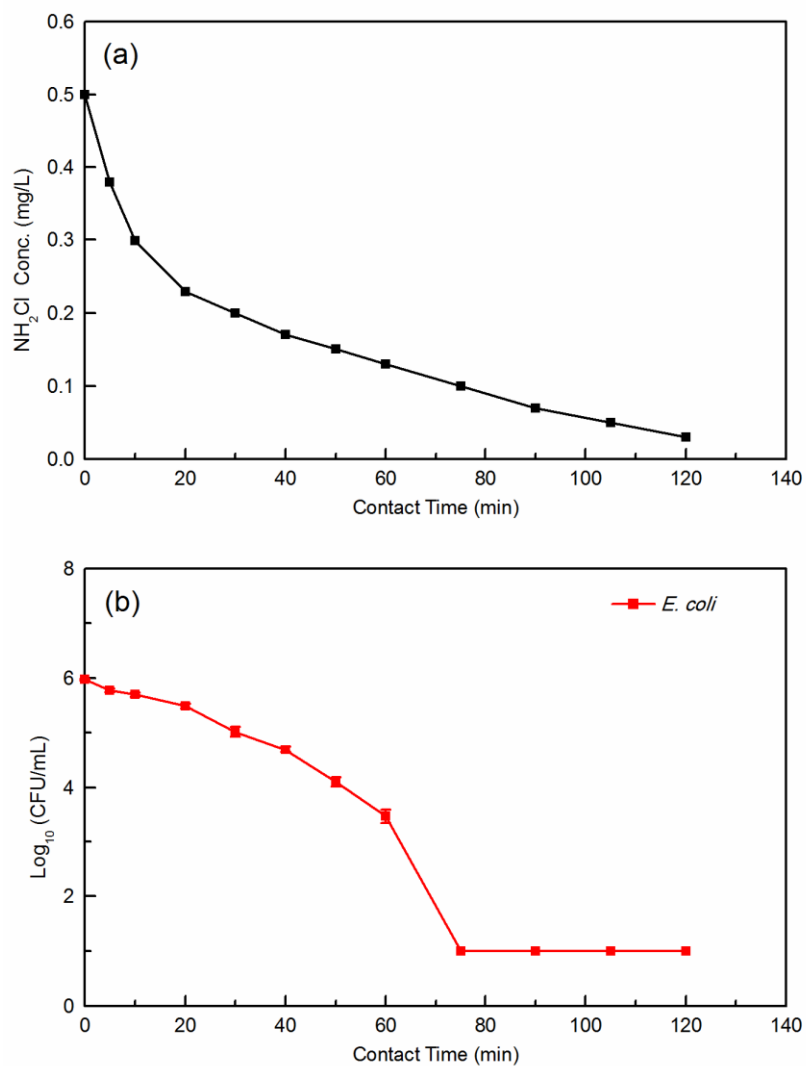 (a)
0.6
0.5
0.4
0.3
0.2
0.1
0.0
NH₂Cl Conc. (mg/L)
0 20 40 60 80 100 120 140
Contact Time (min)
(b)
E. coli
8
6
4
2
0
Log₁₀ (CFU/mL)
0 20 40 60 80 100 120 140
Contact Time (min)